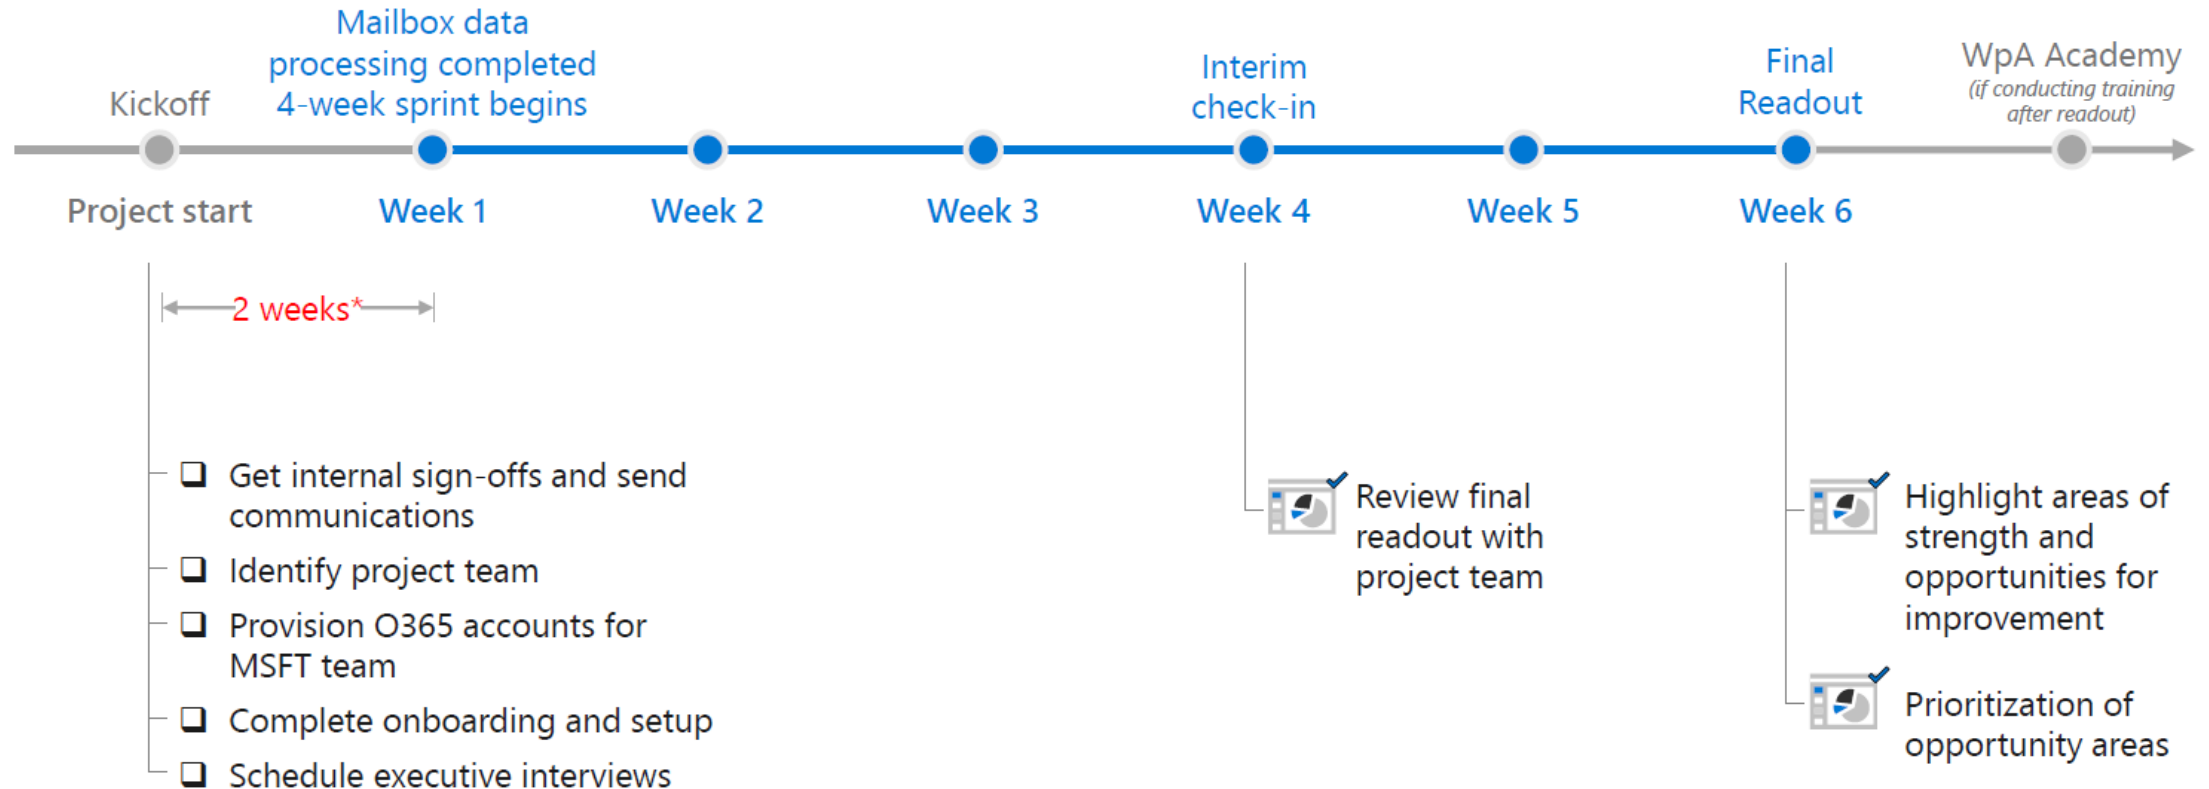 Kickoff
Mailbox data
processing completed
4-week sprint begins
Interim
check-in
Final
Readout
WpA Academy
(if conducting training
after readout)
Project start
Week 1
Week 2
Week 3
Week 4
Week 5
Week 6
2 weeks*
Get internal sign-offs and send
communications
Identify project team
Provision O365 accounts for
MSFT team
Complete onboarding and setup
Schedule executive interviews
Review final
readout with
project team
Highlight areas of
strength and
opportunities for
improvement
Prioritization of
opportunity areas